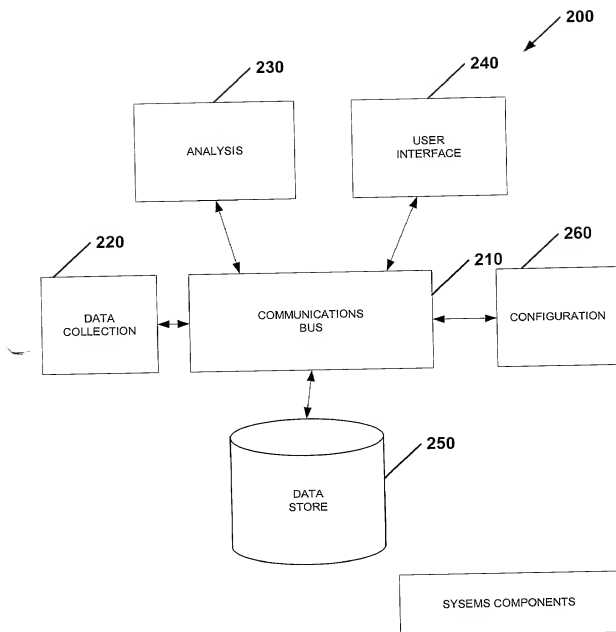 200
230
240
ANALYSIS
USER
INTERFACE
220
210
260
DATA
COLLECTION
COMMUNICATIONS
BUS
CONFIGURATION
250
DATA
STORE
SYSEMS COMPONENTS